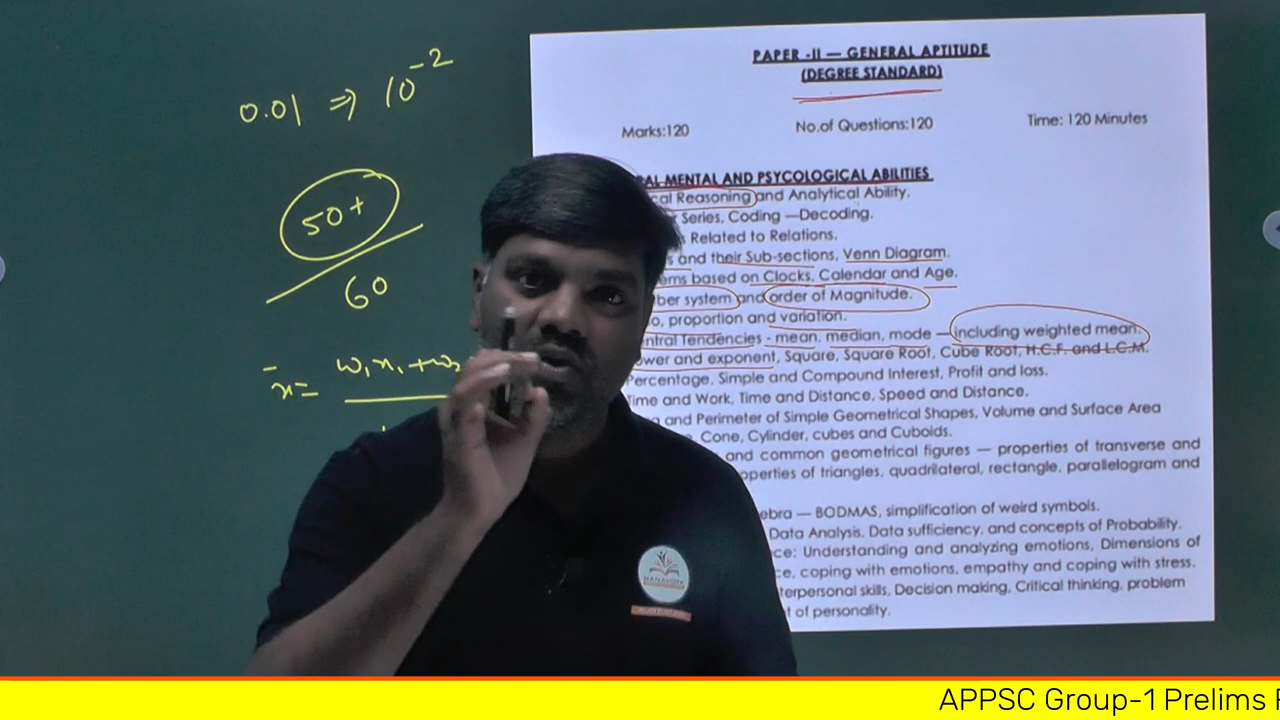 0.01 ⇒ 10⁻²
50+
60
x̄ = w₁x₁ + w₂
PAPER -II — GENERAL APTITUDE
(DEGREE STANDARD)
Marks:120 No.of Questions:120 Time: 120 Minutes
MENTAL AND PSYCOLOGICAL ABILITIES
Reasoning and Analytical Ability.
Series, Coding —Decoding.
Related to Relations.
and their Sub-sections, Venn Diagram.
based on Clocks, Calendar and Age.
system and order of Magnitude.
proportion and variation.
Tendencies - mean, median, mode — including weighted mean.
and exponent, Square, Square Root, Cube Root, H.C.F. and L.C.M.
Percentage, Simple and Compound Interest, Profit and loss.
Time and Work, Time and Distance, Speed and Distance.
and Perimeter of Simple Geometrical Shapes, Volume and Surface Area
Cone, Cylinder, cubes and Cuboids.
and common geometrical figures — properties of transverse and
of triangles, quadrilateral, rectangle, parallelogram and
— BODMAS, simplification of weird symbols.
Data Analysis, Data sufficiency, and concepts of Probability.
Understanding and analyzing emotions, Dimensions of
coping with emotions, empathy and coping with stress.
skills, Decision making, Critical thinking, problem
of personality.
MANAVIDYA
APPSC Group-1 Prelims